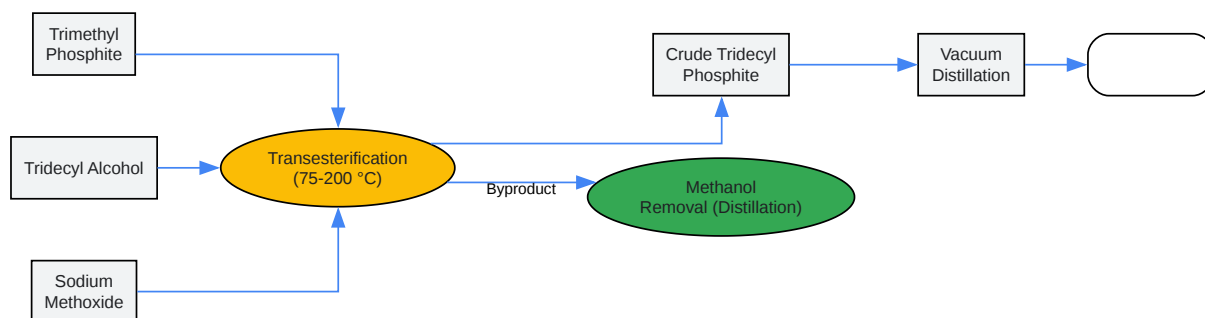 Trimethyl
Phosphite
Tridecyl Alcohol
Sodium
Methoxide
Transesterification
(75-200 °C)
Byproduct
Methanol
Removal (Distillation)
Crude Tridecyl
Phosphite
Vacuum
Distillation